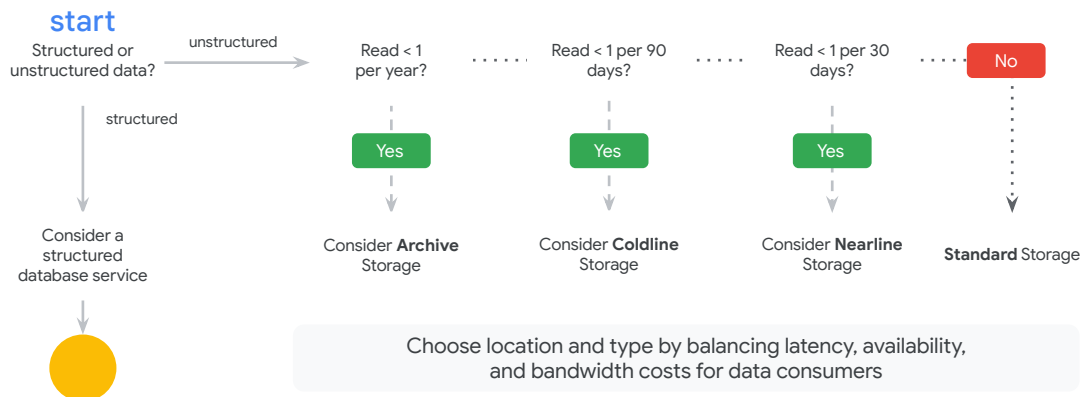 start
Structured or
unstructured data?
unstructured
structured
Consider a
structured
database service
Read < 1
per year?
Yes
Consider Archive
Storage
Read < 1 per 90
days?
Yes
Consider Coldline
Storage
Read < 1 per 30
days?
Yes
Consider Nearline
Storage
No
Standard Storage
Choose location and type by balancing latency, availability,
and bandwidth costs for data consumers